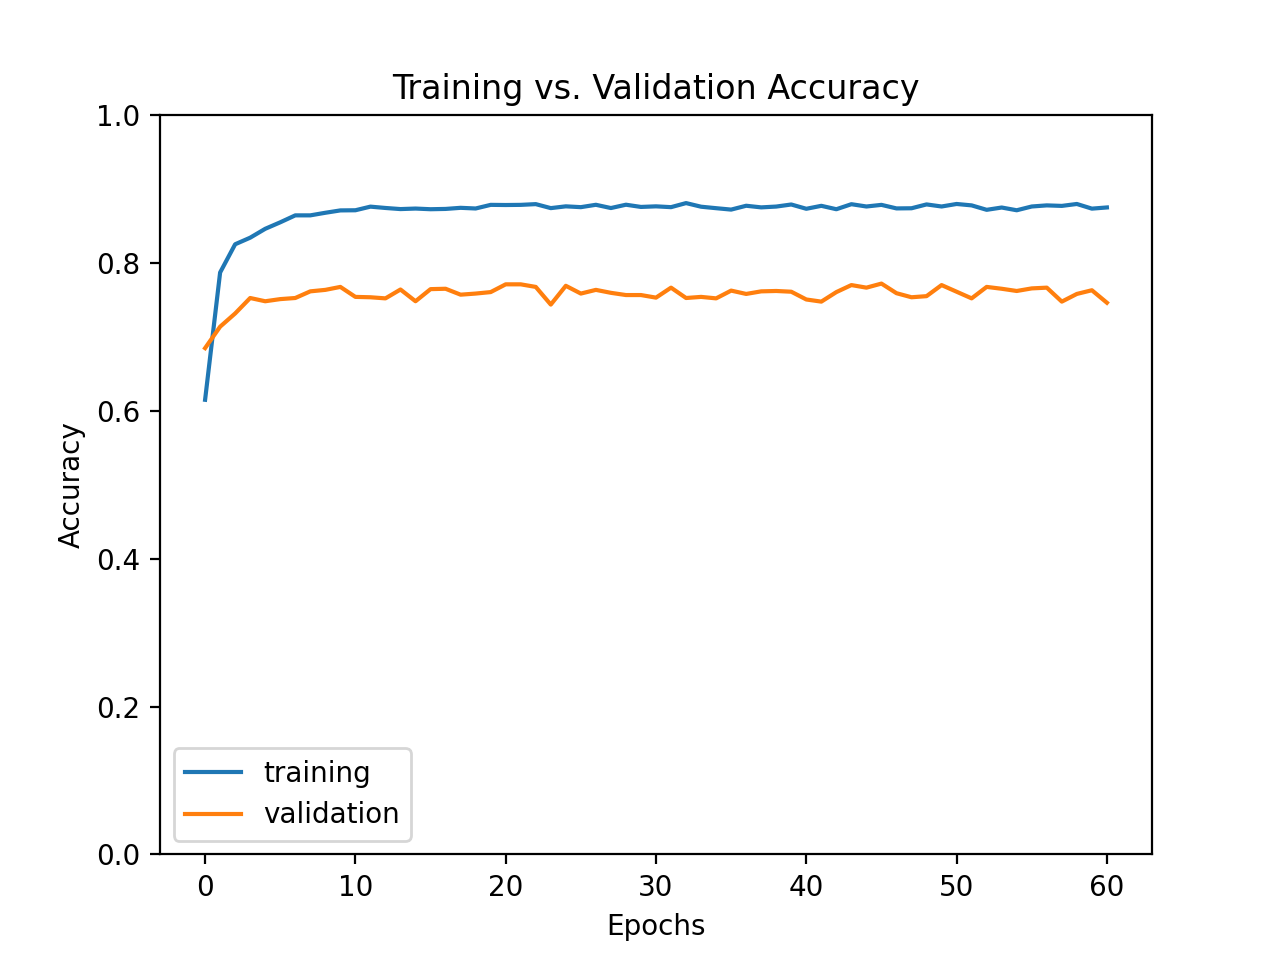 Training vs. Validation Accuracy
1.0
0.8
0.6
0.4
0.2
0.0
Accuracy
training
validation
0 10 20 30 40 50 60
Epochs